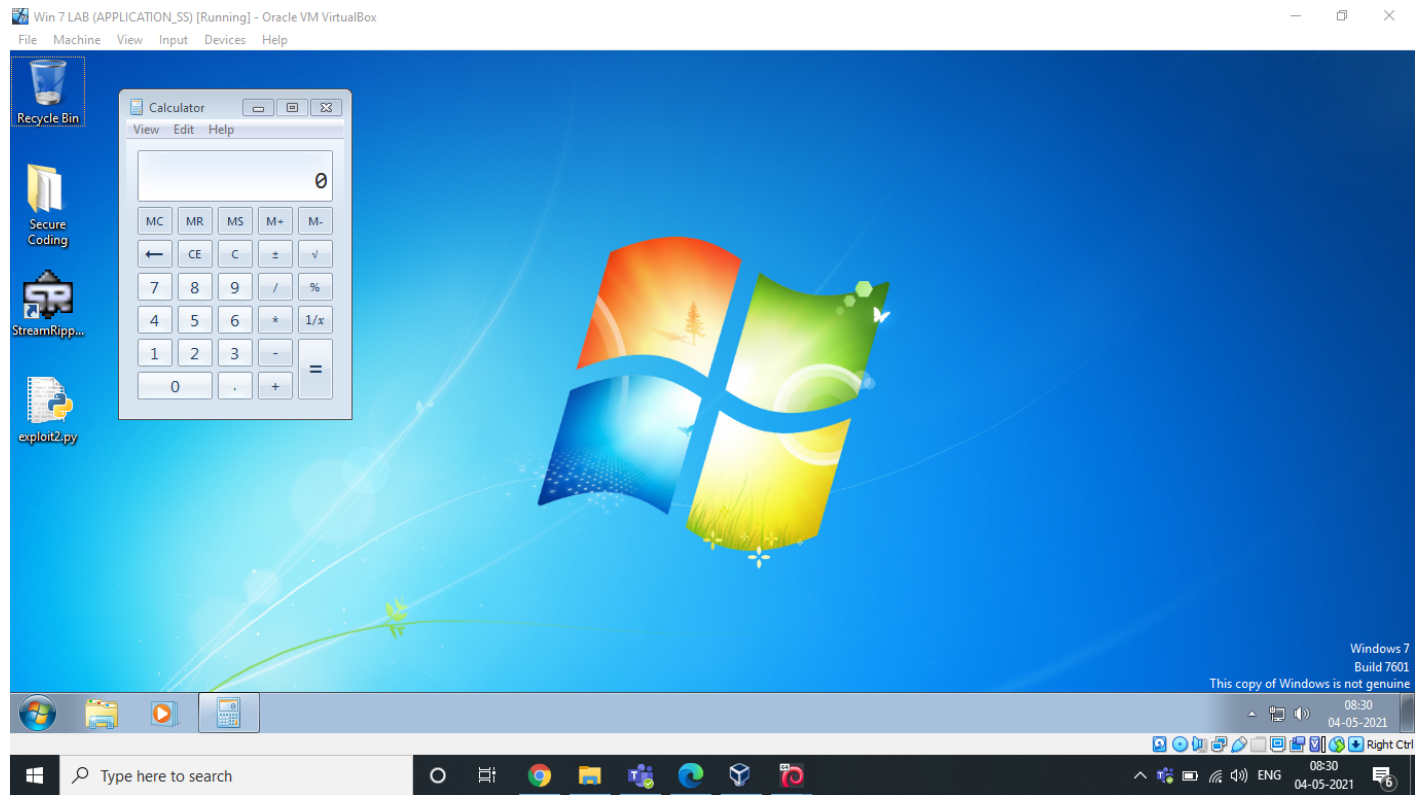 Win 7 LAB (APPLICATION_SS) [Running] - Oracle VM VirtualBox
File Machine View Input Devices Help
Recycle Bin
Secure
Coding
StreamRipp...
exploit2.py
Calculator
View Edit Help
0
MC MR MS M+ M-
← CE C ± √
7 8 9 / %
4 5 6 * 1/x
1 2 3 - =
0 . +
Windows 7
Build 7601
This copy of Windows is not genuine
08:30
04-05-2021
Right Ctrl
Type here to search
ENG
08:30
04-05-2021
6